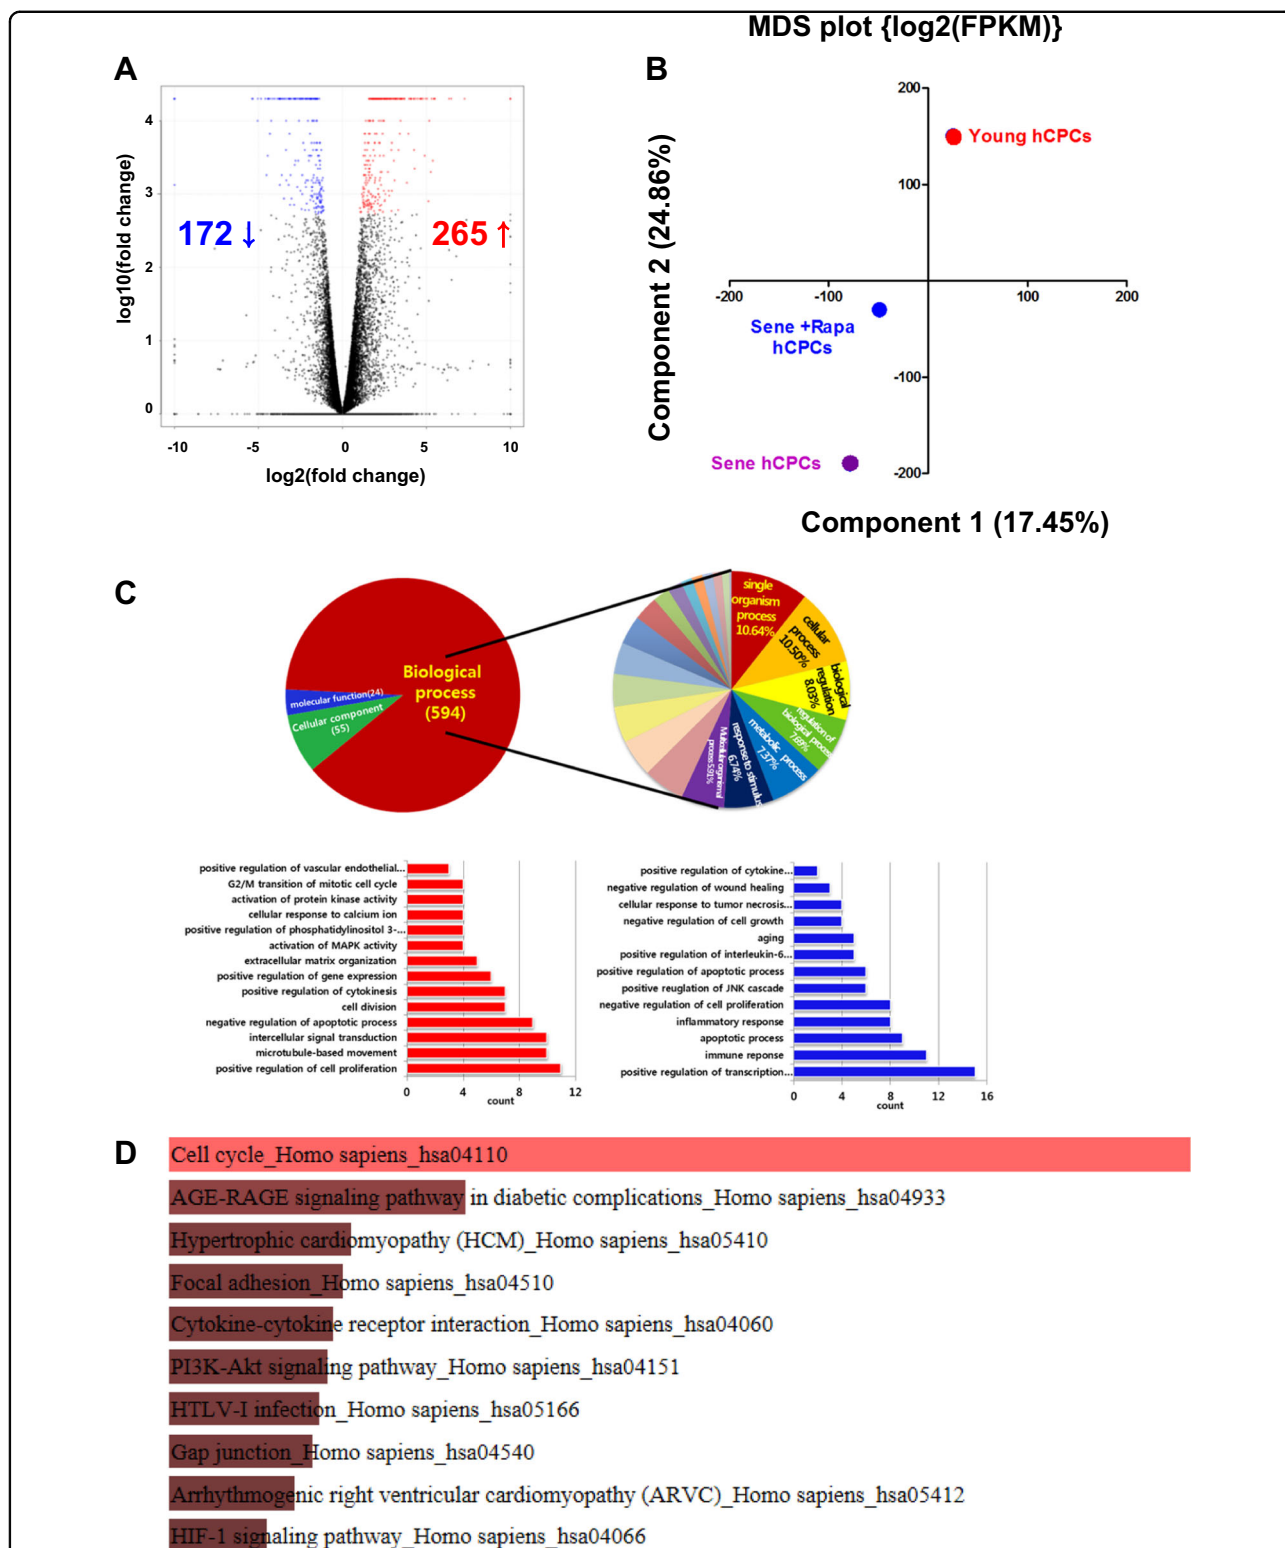 MDS plot {log2(FPKM)}
A
B
log10(fold change)
4
3
2
1
0
172 ↓
265 ↑
-10
-5
0
5
10
log2(fold change)
Component 2 (24.86%)
200
100
-100
-200
-200
-100
100
200
Young hCPCs
Sene +Rapa
hCPCs
Sene hCPCs
Component 1 (17.45%)
C
Biological
process
(594)
molecular function(24)
Cellular component
(55)
single
organism
process
10.64%
cellular
process
10.50%
biological
regulation
8.03%
regulation of
biological process
7.69%
metabolic process
7.37%
response to stimulus
6.74%
Multicellular organismal
process 5.91%
positive regulation of vascular endothelial...
G2/M transition of mitotic cell cycle
activation of protein kinase activity
cellular response to calcium ion
positive regulation of phosphatidylinositol 3-...
activation of MAPK activity
extracellular matrix organization
positive regulation of gene expression
positive regulation of cytokinesis
cell division
negative regulation of apoptotic process
intercellular signal transduction
microtubule-based movement
positive regulation of cell proliferation
0
4
8
12
count
positive regulation of cytokine...
negative regulation of wound healing
cellular response to tumor necrosis...
negative regulation of cell growth
aging
positive regulation of interleukin-6...
positive regulation of apoptotic process
positive reuglation of JNK cascade
negative regulation of cell proliferation
inflammatory response
apoptotic process
immune reponse
positive regulation of transcription...
0
4
8
12
16
count
D
Cell cycle_Homo sapiens_hsa04110
AGE-RAGE signaling pathway in diabetic complications_Homo sapiens_hsa04933
Hypertrophic cardiomyopathy (HCM)_Homo sapiens_hsa05410
Focal adhesion_Homo sapiens_hsa04510
Cytokine-cytokine receptor interaction_Homo sapiens_hsa04060
PI3K-Akt signaling pathway_Homo sapiens_hsa04151
HTLV-I infection_Homo sapiens_hsa05166
Gap junction_Homo sapiens_hsa04540
Arrhythmogenic right ventricular cardiomyopathy (ARVC)_Homo sapiens_hsa05412
HIF-1 signaling pathway_Homo sapiens_hsa04066